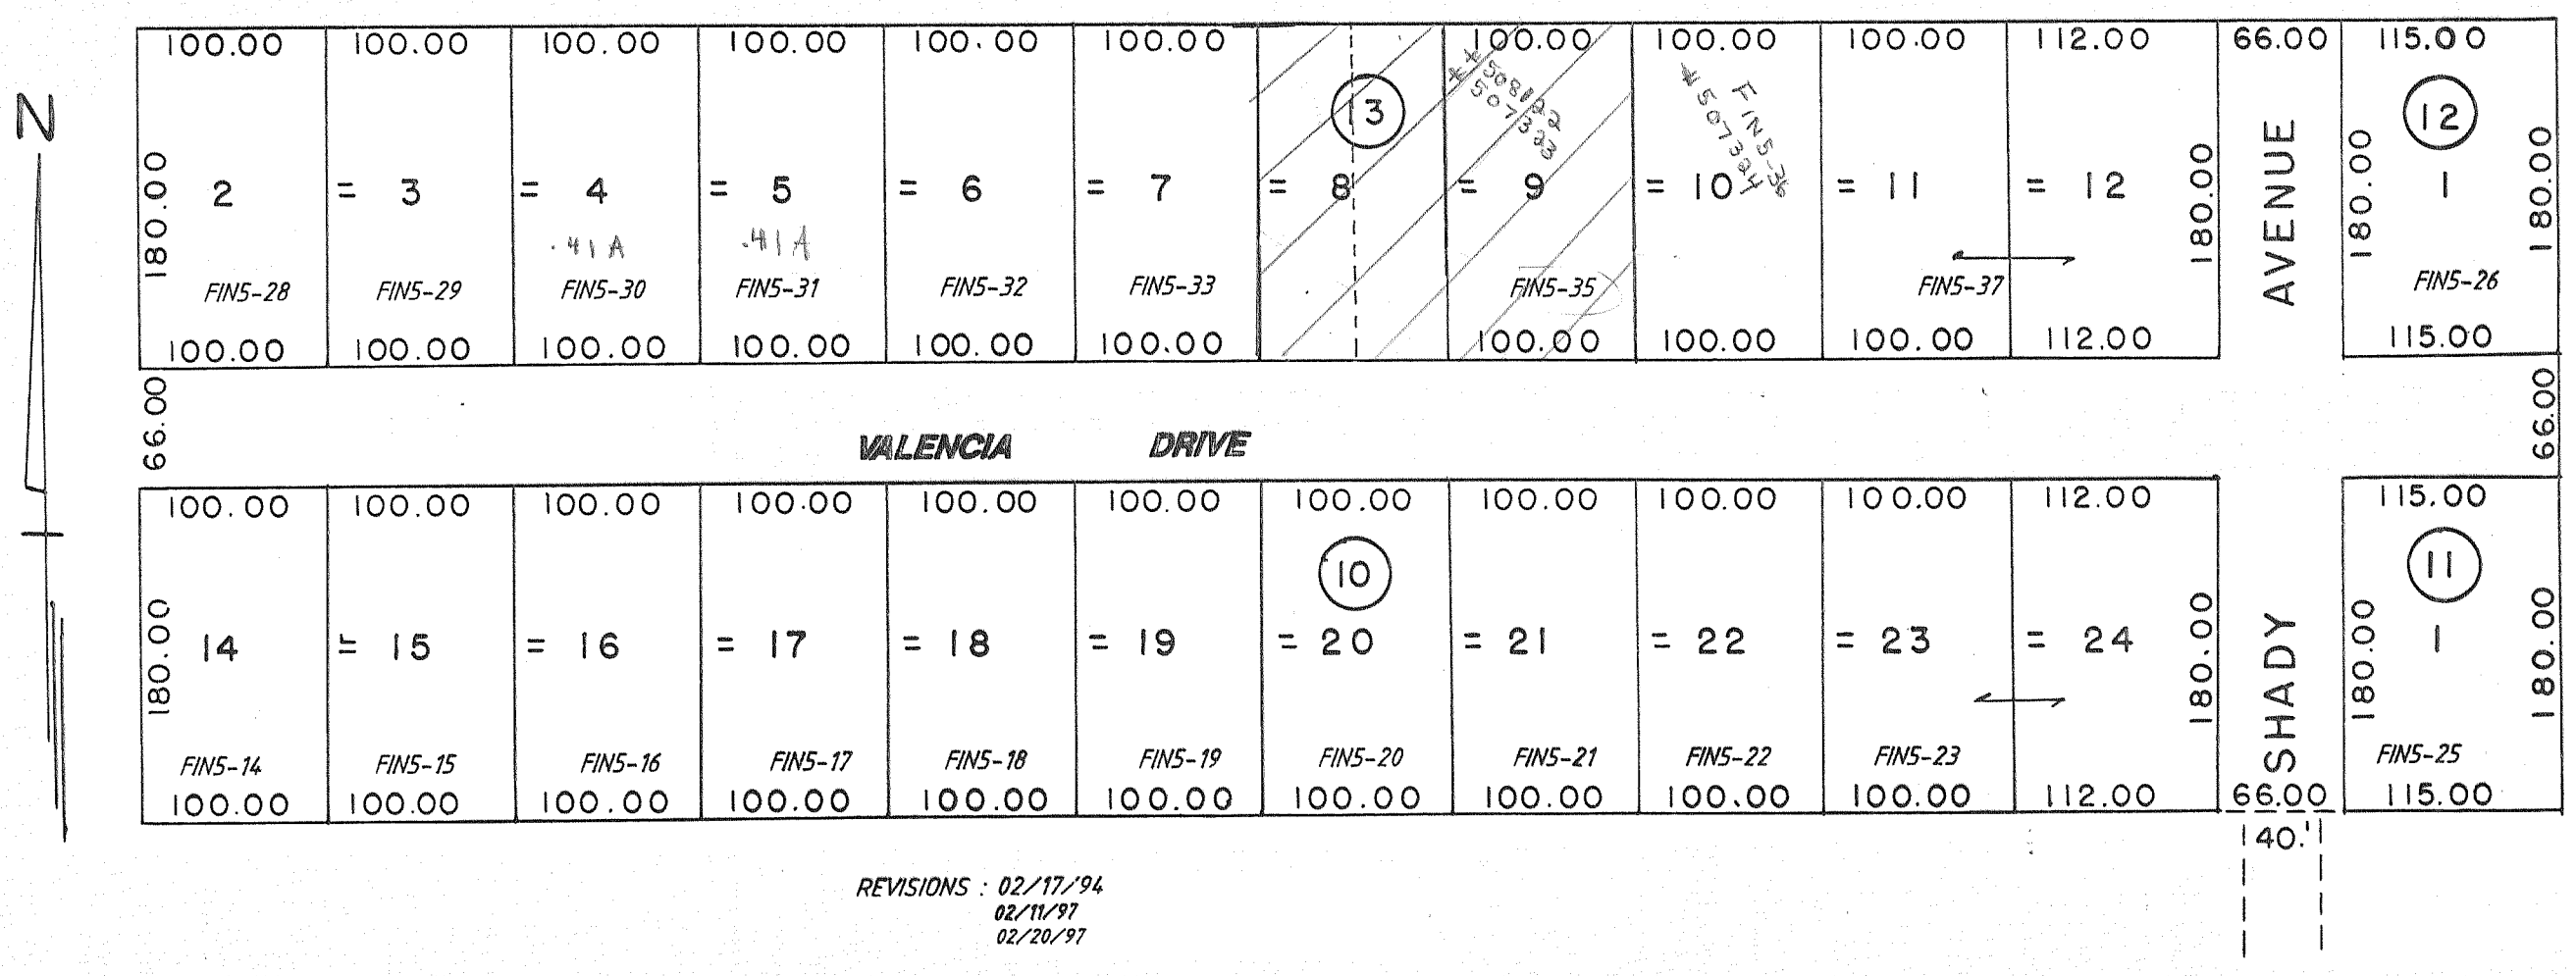 100.00 100.00 100.00 100.00 100.00 100.00 100.00 100.00 100.00 112.00 66.00 115.00
N
13 12
*508122
*507323
FIN5-36
*507324
180.00 2 = 3 = 4 = 5 = 6 = 7 = 8 = 9 = 10 = 11 = 12 180.00 180.00 1 180.00
.41A .41A
AVENUE
FIN5-28 FIN5-29 FIN5-30 FIN5-31 FIN5-32 FIN5-33 FIN5-35 FIN5-37 FIN5-26
100.00 100.00 100.00 100.00 100.00 100.00 100.00 100.00 100.00 112.00 115.00
66.00 VALENCIA DRIVE 66.00
100.00 100.00 100.00 100.00 100.00 100.00 100.00 100.00 100.00 100.00 112.00 115.00
10 11
180.00 14 = 15 = 16 = 17 = 18 = 19 = 20 = 21 = 22 = 23 = 24 180.00 180.00 1 180.00
SHADY
FIN5-14 FIN5-15 FIN5-16 FIN5-17 FIN5-18 FIN5-19 FIN5-20 FIN5-21 FIN5-22 FIN5-23 FIN5-25
100.00 100.00 100.00 100.00 100.00 100.00 100.00 100.00 100.00 100.00 112.00 66.00 115.00
40.'
REVISIONS : 02/17/'94
02/11/97
02/20/97